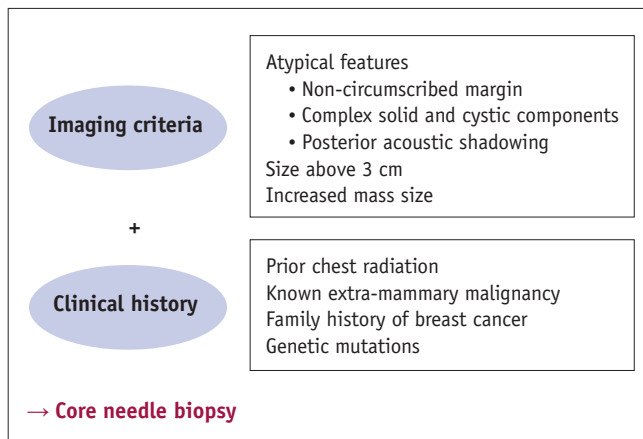 Imaging criteria
Atypical features
• Non-circumscribed margin
• Complex solid and cystic components
• Posterior acoustic shadowing
Size above 3 cm
Increased mass size
+
Clinical history
Prior chest radiation
Known extra-mammary malignancy
Family history of breast cancer
Genetic mutations
→ Core needle biopsy